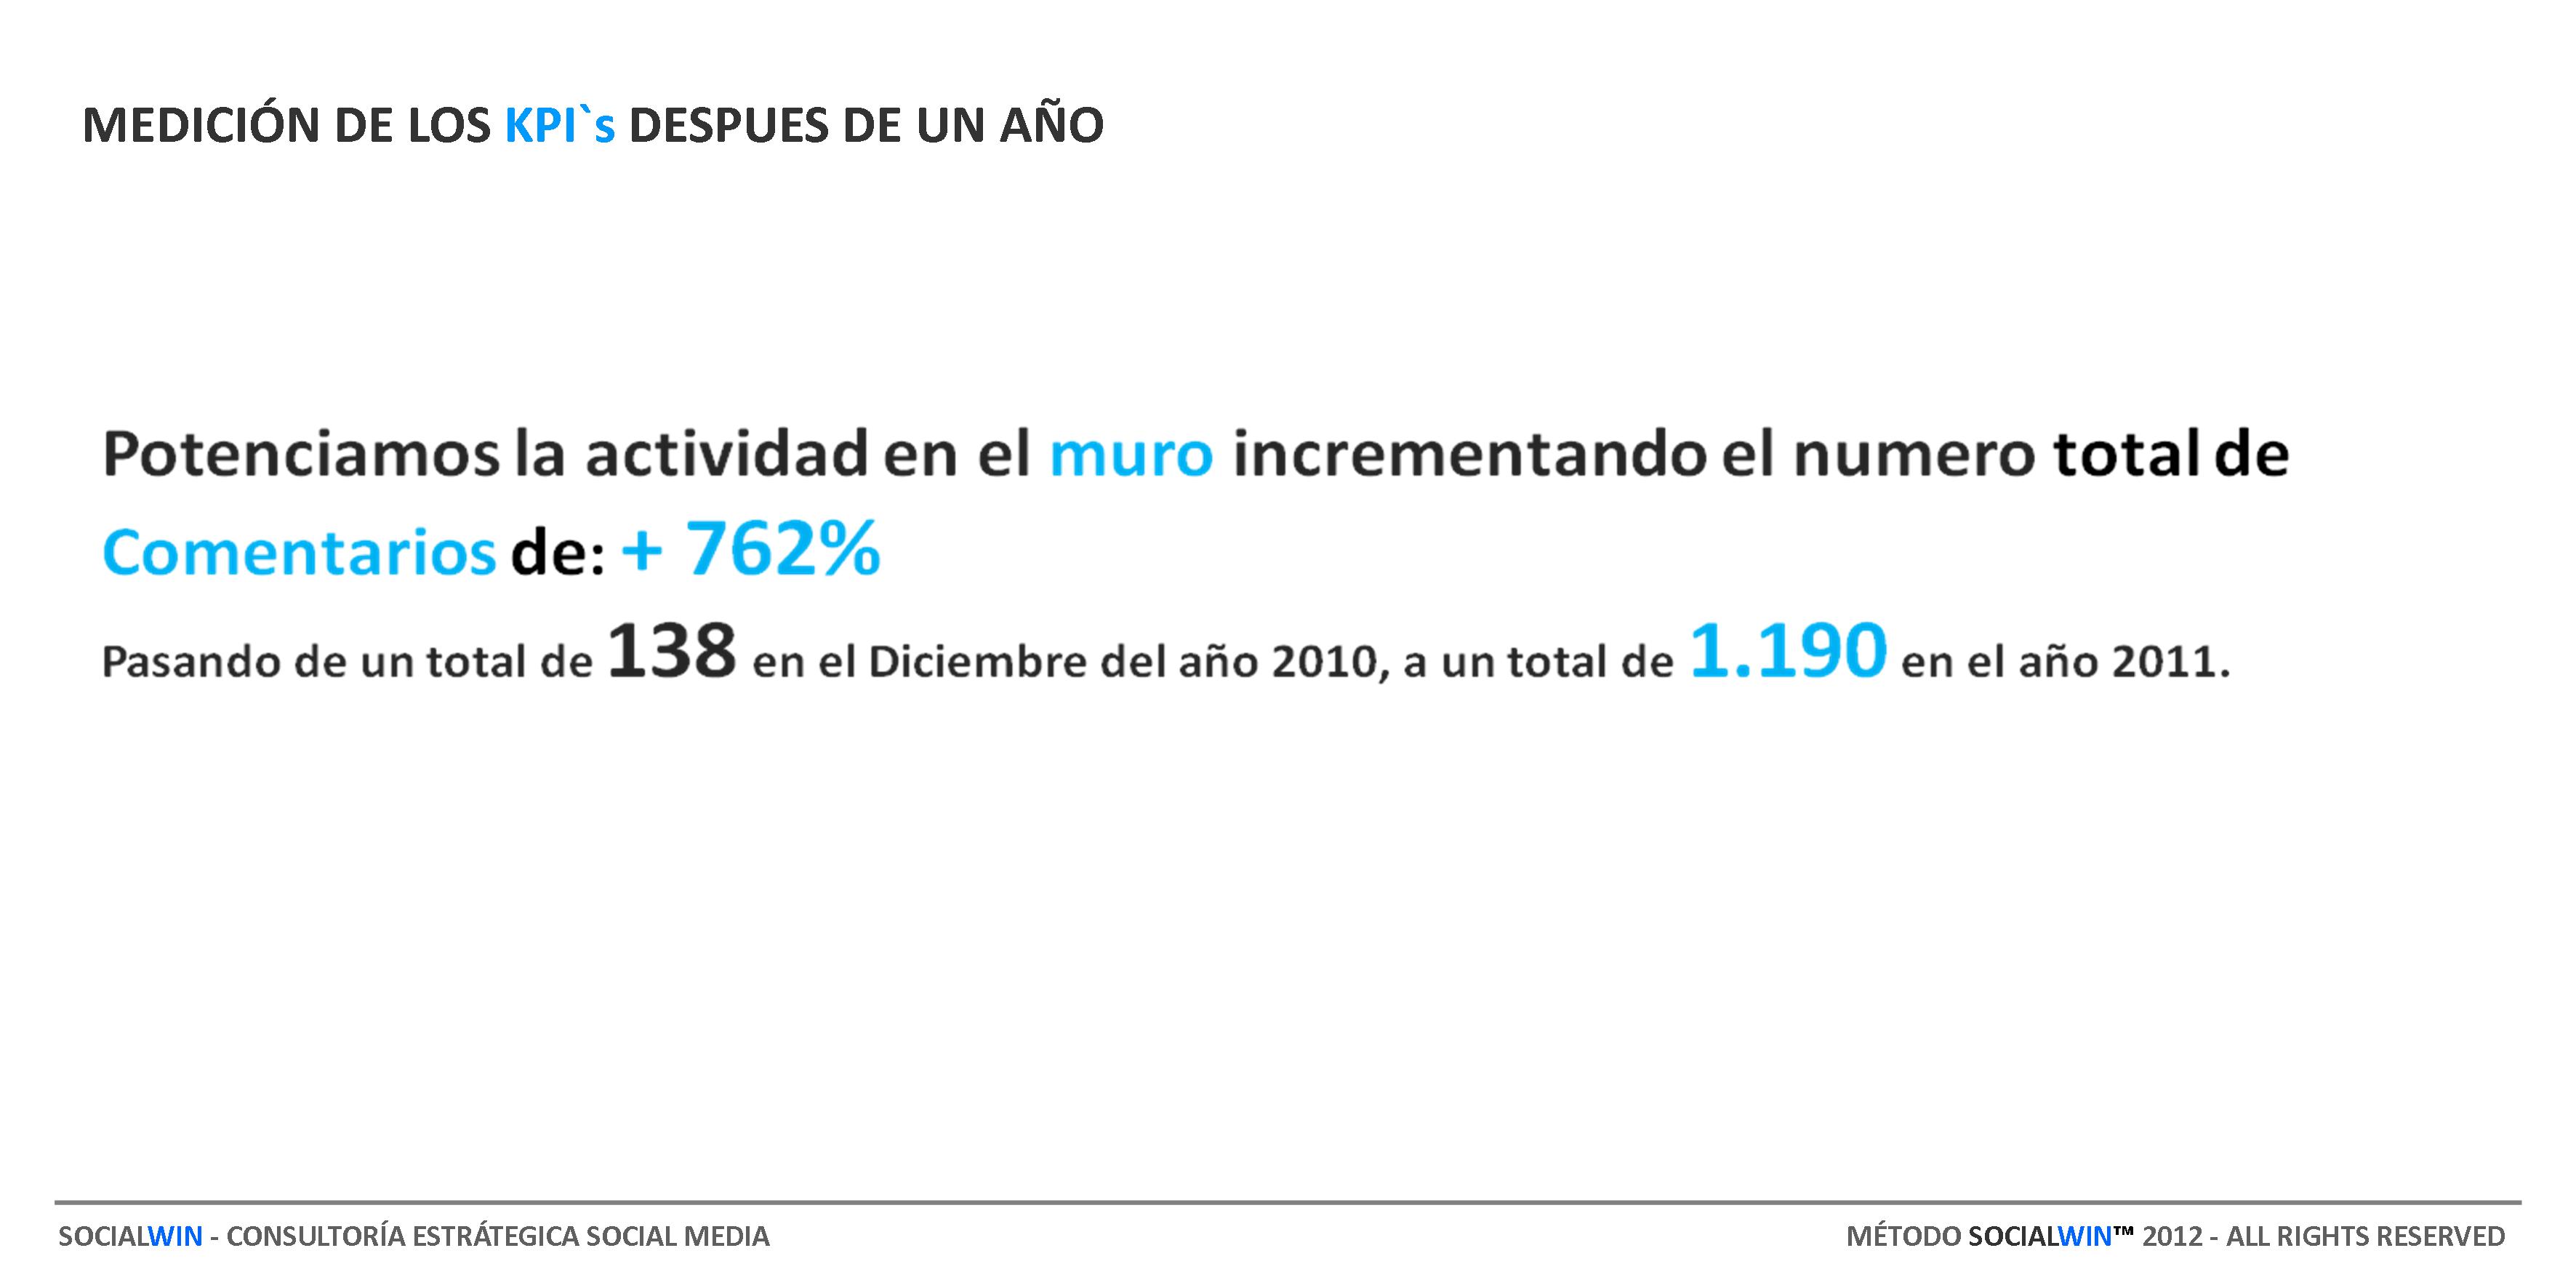 MEDICIÓN DE LOS KPI`s DESPUES DE UN AÑO
Potenciamos la actividad en el muro incrementando el numero total de
Comentarios de: + 762%
Pasando de un total de 138 en el Diciembre del año 2010, a un total de 1.190 en el año 2011.
SOCIALWIN - CONSULTORÍA ESTRÁTEGICA SOCIAL MEDIA
MÉTODO SOCIALWIN™ 2012 - ALL RIGHTS RESERVED